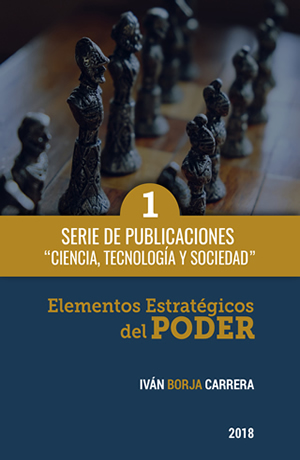 1
SERIE DE PUBLICACIONES
“CIENCIA, TECNOLOGÍA Y SOCIEDAD”
Elementos Estratégicos
del PODER
IVÁN BORJA CARRERA
2018